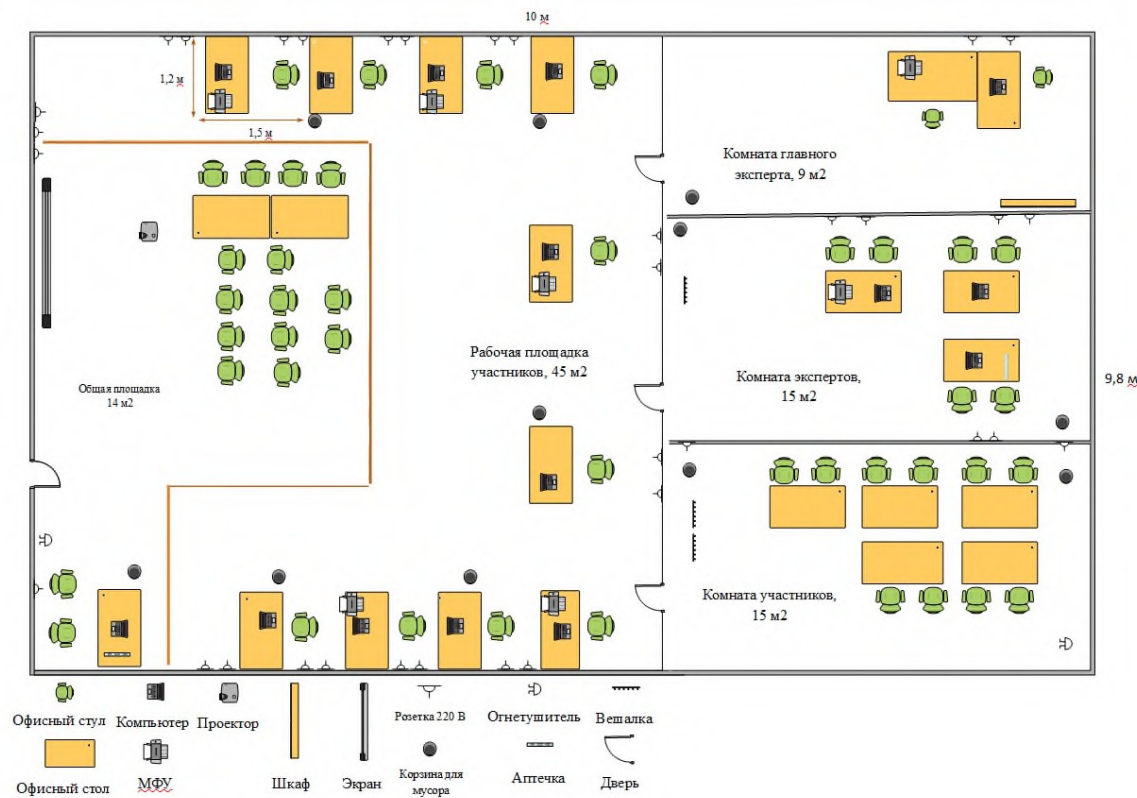 10 м
1,2 м
1,5 м
Комната главного
эксперта, 9 м2
Рабочая площадка
участников, 45 м2
Общая площадка
14 м2
Комната экспертов,
15 м2
9,8 м
Комната участников,
15 м2
Офисный стул
Компьютер
Проектор
Розетка 220 В
Огнетушитель
Вешалка
Офисный стол
МФУ
Шкаф
Экран
Корзина для
мусора
Аптечка
Дверь